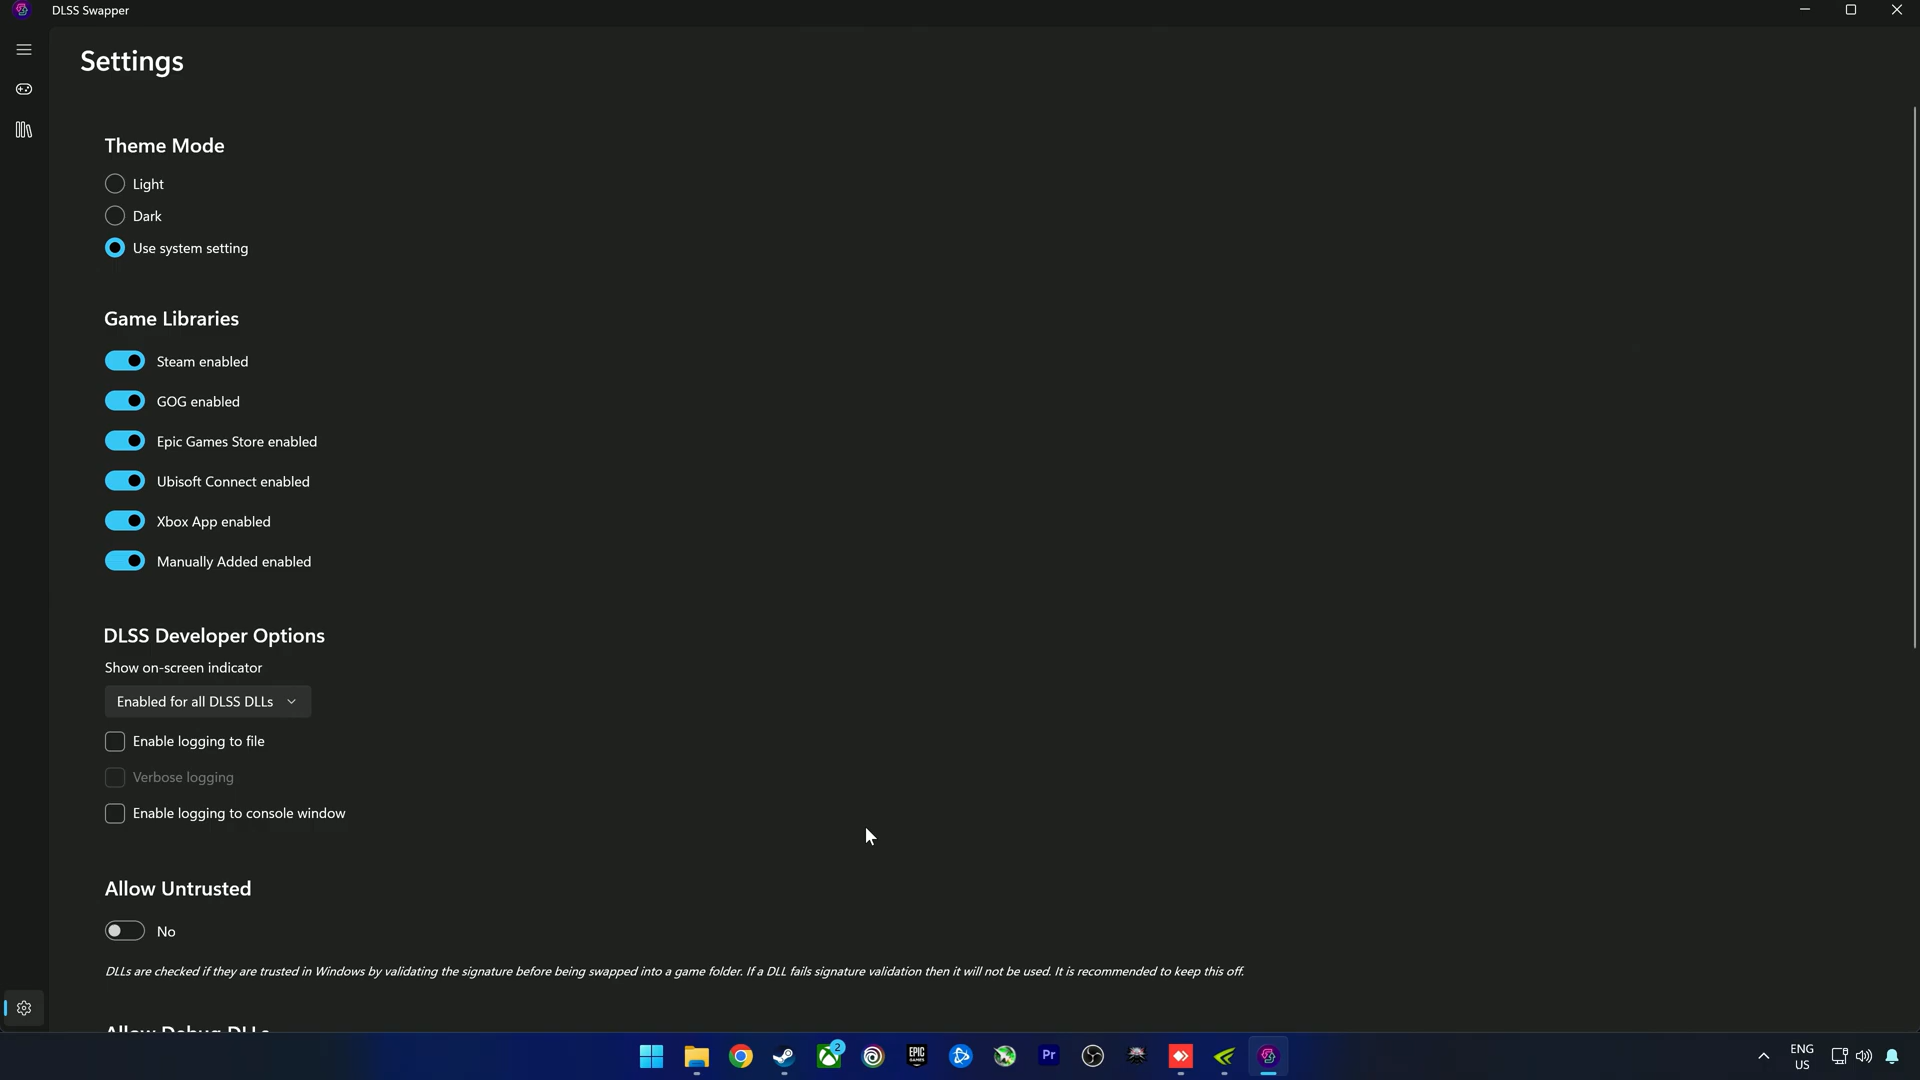 DLSS Swapper
Settings
Theme Mode
Light
Dark
Use system setting
Game Libraries
Steam enabled
GOG enabled
Epic Games Store enabled
Ubisoft Connect enabled
Xbox App enabled
Manually Added enabled
DLSS Developer Options
Show on-screen indicator
Enabled for all DLSS DLLs
Enable logging to file
Verbose logging
Enable logging to console window
Allow Untrusted
No
DLLs are checked if they are trusted in Windows by validating the signature before being swapped into a game folder. If a DLL fails signature validation then it will not be used. It is recommended to keep this off.
Allow Debug DLLs
2
EPIC
GAMES
Pr
ENG
US